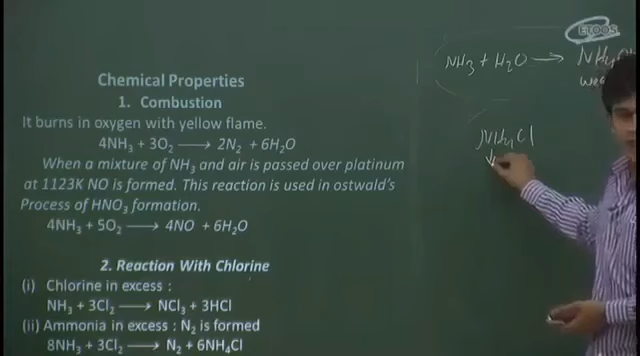 ETOOS
NH₃ + H₂O → NH₄
NH₄Cl
↓
Chemical Properties
1. Combustion
It burns in oxygen with yellow flame.
4NH₃ + 3O₂ → 2N₂ + 6H₂O
When a mixture of NH₃ and air is passed over platinum
at 1123K NO is formed. This reaction is used in ostwald's
Process of HNO₃ formation.
4NH₃ + 5O₂ → 4NO + 6H₂O
2. Reaction With Chlorine
(i) Chlorine in excess :
NH₃ + 3Cl₂ → NCl₃ + 3HCl
(ii) Ammonia in excess : N₂ is formed
8NH₃ + 3Cl₂ → N₂ + 6NH₄Cl